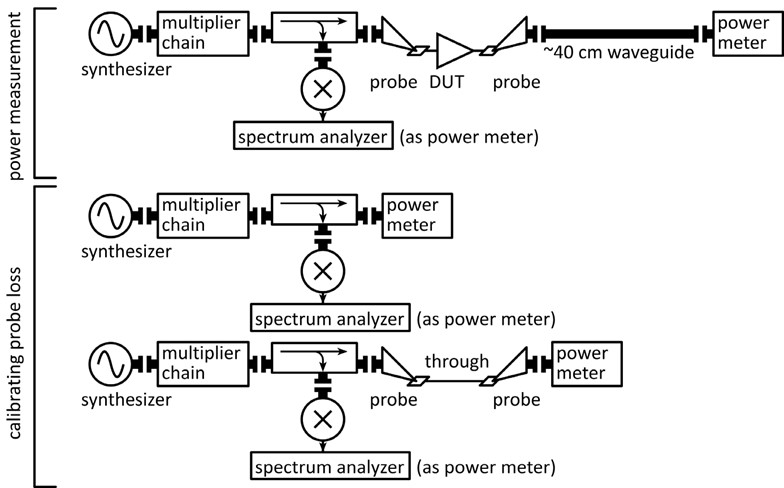 power measurement
multiplier
chain
synthesizer
spectrum analyzer (as power meter)
probe DUT probe
~40 cm waveguide
power
meter
calibrating probe loss
multiplier
chain
synthesizer
power
meter
spectrum analyzer (as power meter)
multiplier
chain
synthesizer
probe
through
probe
power
meter
spectrum analyzer (as power meter)